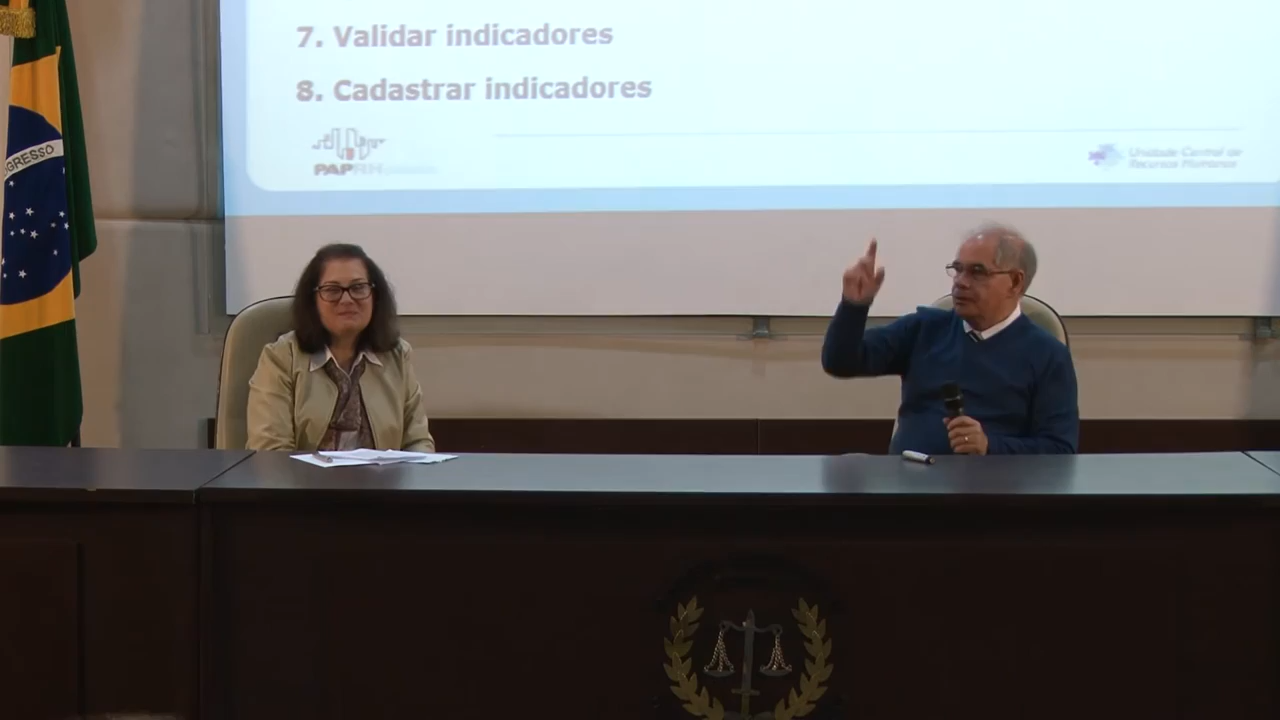 7. Validar indicadores
8. Cadastrar indicadores
PAPRH
Unidade Central de
Recursos Humanos
GRESSO